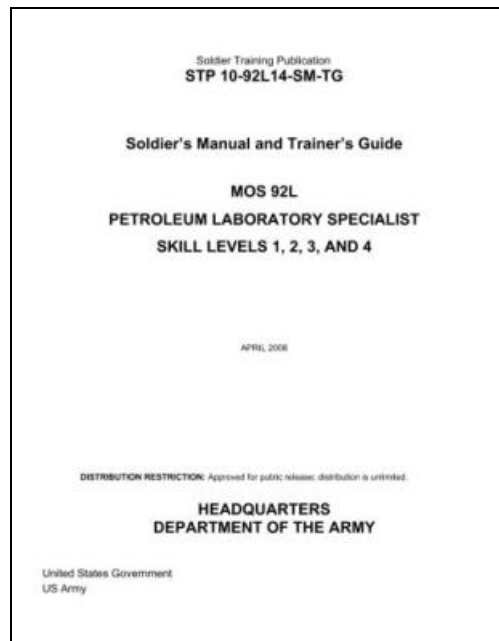 Soldier Training Publication
STP 10-92L14-SM-TG
Soldier's Manual and Trainer's Guide
MOS 92L
PETROLEUM LABORATORY SPECIALIST
SKILL LEVELS 1, 2, 3, AND 4
APRIL 2008
DISTRIBUTION RESTRICTION: Approved for public release; distribution is unlimited.
HEADQUARTERS
DEPARTMENT OF THE ARMY
United States Government
US Army